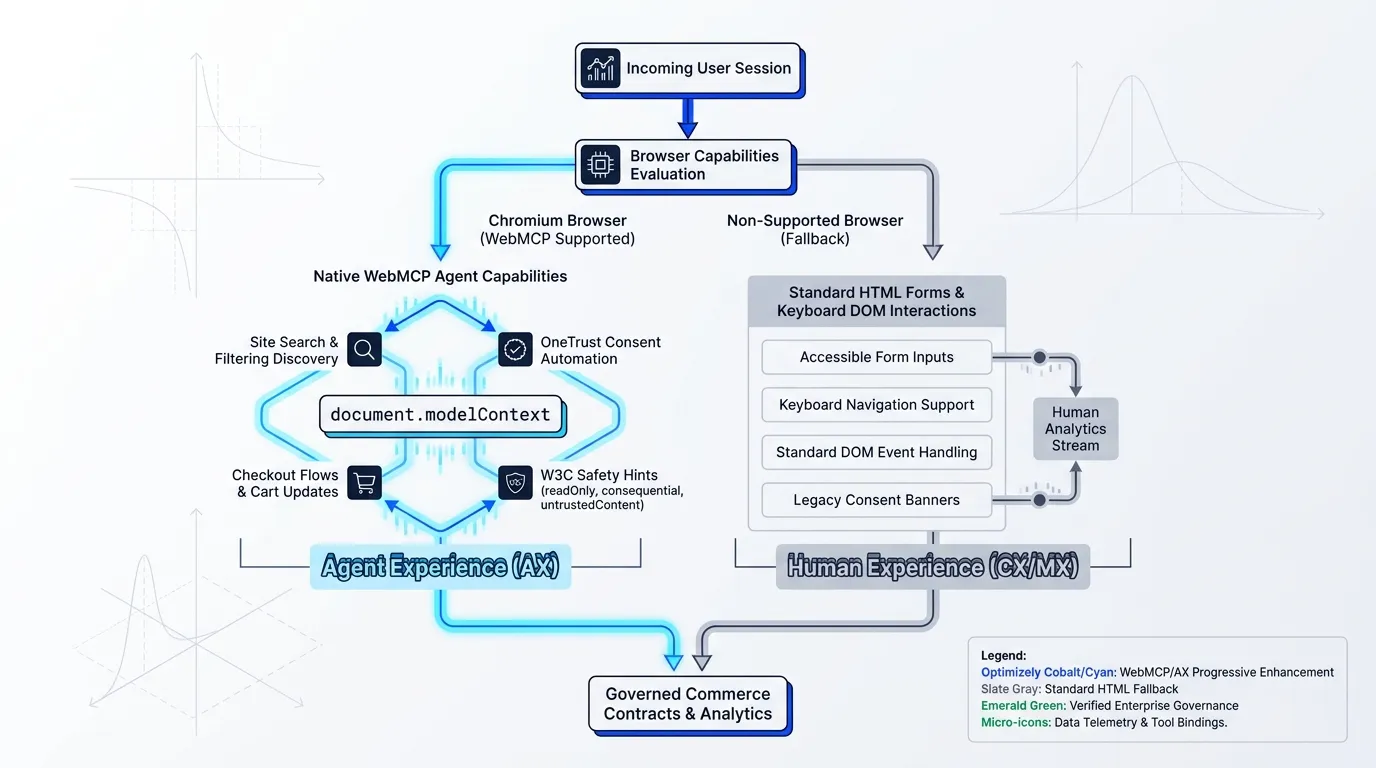 Incoming User Session
Browser Capabilities
Evaluation
Chromium Browser
(WebMCP Supported)
Non-Supported Browser
(Fallback)
Native WebMCP Agent Capabilities
Site Search &
Filtering Discovery
OneTrust Consent
Automation
document.modelContext
Checkout Flows
& Cart Updates
W3C Safety Hints
(readOnly, consequential,
untrustedContent)
Agent Experience (AX)
Standard HTML Forms &
Keyboard DOM Interactions
Accessible Form Inputs
Keyboard Navigation Support
Standard DOM Event Handling
Legacy Consent Banners
Human
Analytics
Stream
Human Experience (CX/MX)
Governed Commerce
Contracts & Analytics
Legend:
Optimizely Cobalt/Cyan: WebMCP/AX Progressive Enhancement
Slate Gray: Standard HTML Fallback
Emerald Green: Verified Enterprise Governance
Micro-icons: Data Telemetry & Tool Bindings.